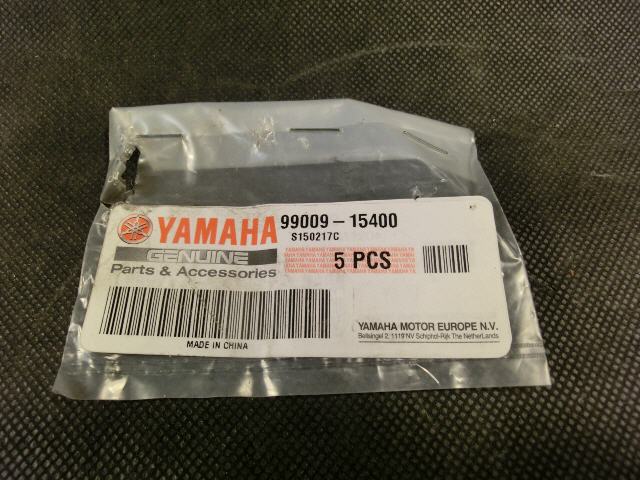 YAMAHA 99009-15400
S150217C
GENUINE
Parts & Accessories
5 PCS
MADE IN CHINA
YAMAHA MOTOR EUROPE N.V.
Belsingel 2, 1119 NV Schiphol-Rijk The Netherlands